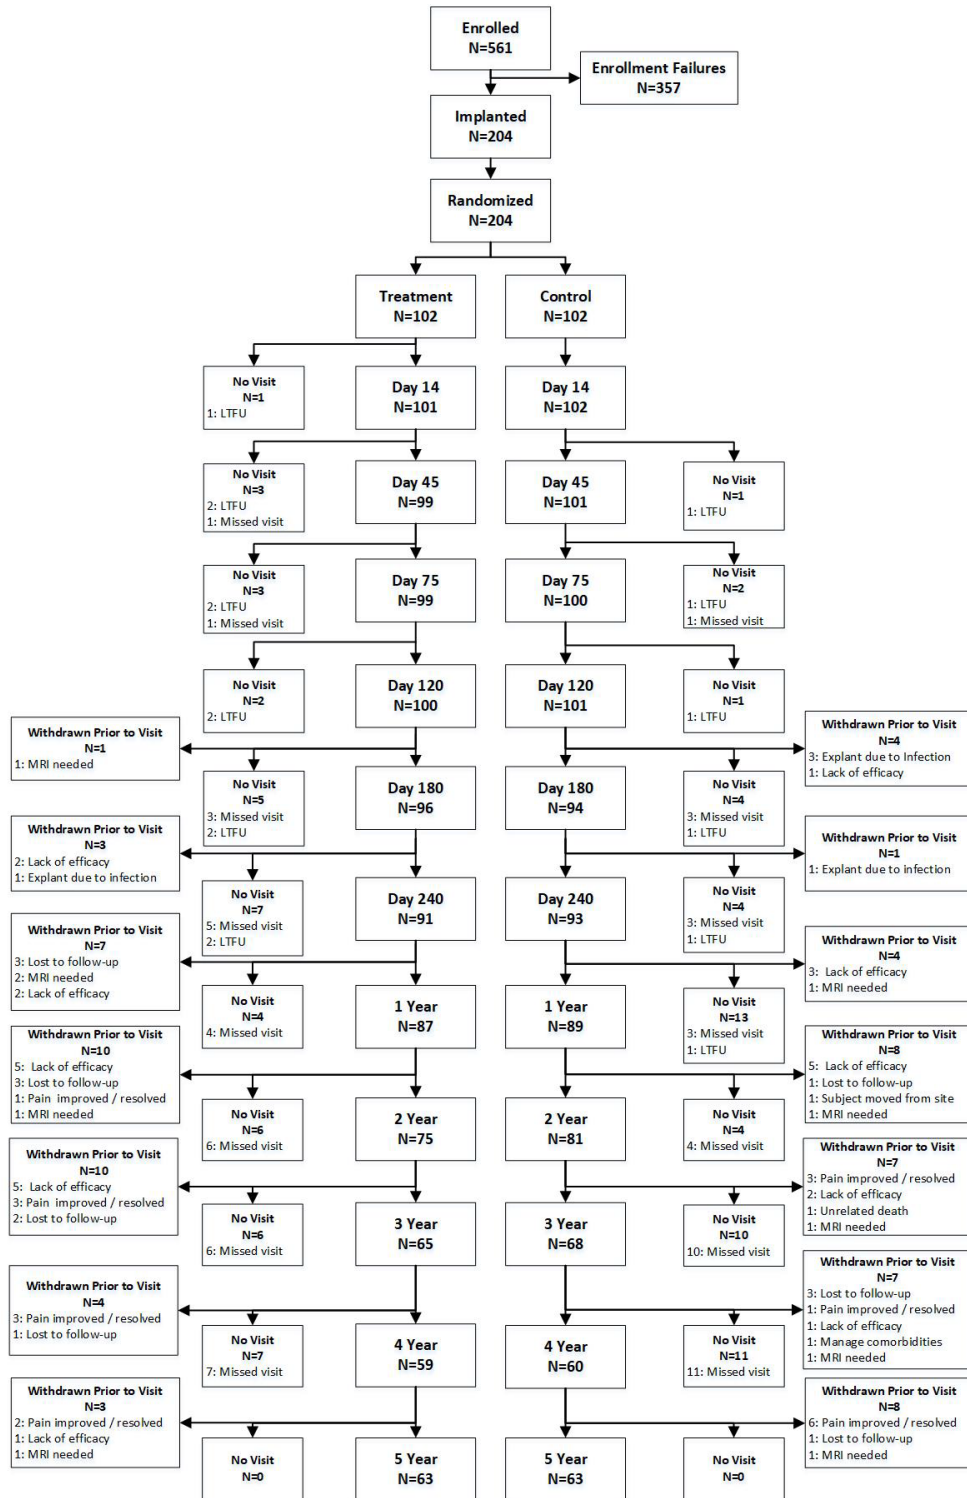 Enrolled
N=561
Enrollment Failures
N=357
Implanted
N=204
Randomized
N=204
Treatment
N=102
Control
N=102
No Visit
N=1
1: LTFU
Day 14
N=101
Day 14
N=102
No Visit
N=3
2: LTFU
1: Missed visit
Day 45
N=99
Day 45
N=101
No Visit
N=1
1: LTFU
No Visit
N=3
2: LTFU
1: Missed visit
Day 75
N=99
Day 75
N=100
No Visit
N=2
1: LTFU
1: Missed visit
No Visit
N=2
2: LTFU
Day 120
N=100
Day 120
N=101
No Visit
N=1
1: LTFU
Withdrawn Prior to Visit
N=1
1: MRI needed
Withdrawn Prior to Visit
N=4
3: Explant due to Infection
1: Lack of efficacy
No Visit
N=5
3: Missed visit
2: LTFU
Day 180
N=96
Day 180
N=94
No Visit
N=4
3: Missed visit
1: LTFU
Withdrawn Prior to Visit
N=3
2: Lack of efficacy
1: Explant due to infection
Withdrawn Prior to Visit
N=1
1: Explant due to infection
No Visit
N=7
5: Missed visit
2: LTFU
Day 240
N=91
Day 240
N=93
No Visit
N=4
3: Missed visit
1: LTFU
Withdrawn Prior to Visit
N=7
3: Lost to follow-up
2: MRI needed
2: Lack of efficacy
Withdrawn Prior to Visit
N=4
3: Lack of efficacy
1: MRI needed
No Visit
N=4
4: Missed visit
1 Year
N=87
1 Year
N=89
No Visit
N=13
3: Missed visit
1: LTFU
Withdrawn Prior to Visit
N=10
5: Lack of efficacy
3: Lost to follow-up
1: Pain improved / resolved
1: MRI needed
Withdrawn Prior to Visit
N=8
5: Lack of efficacy
1: Lost to follow-up
1: Subject moved from site
1: MRI needed
No Visit
N=6
6: Missed visit
2 Year
N=75
2 Year
N=81
No Visit
N=4
4: Missed visit
Withdrawn Prior to Visit
N=10
5: Lack of efficacy
3: Pain improved / resolved
2: Lost to follow-up
Withdrawn Prior to Visit
N=7
3: Pain improved / resolved
2: Lack of efficacy
1: Unrelated death
1: MRI needed
No Visit
N=6
6: Missed visit
3 Year
N=65
3 Year
N=68
No Visit
N=10
10: Missed visit
Withdrawn Prior to Visit
N=4
3: Pain improved / resolved
1: Lost to follow-up
Withdrawn Prior to Visit
N=7
3: Lost to follow-up
1: Pain improved / resolved
1: Lack of efficacy
1: Manage comorbidities
1: MRI needed
No Visit
N=7
7: Missed visit
4 Year
N=59
4 Year
N=60
No Visit
N=11
11: Missed visit
Withdrawn Prior to Visit
N=3
2: Pain improved / resolved
1: Lack of efficacy
1: MRI needed
Withdrawn Prior to Visit
N=8
6: Pain improved / resolved
1: Lost to follow-up
1: MRI needed
No Visit
N=0
5 Year
N=63
5 Year
N=63
No Visit
N=0